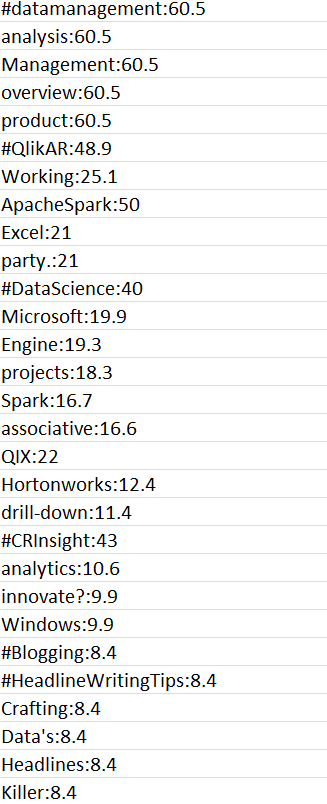 #datamanagement:60.5
analysis:60.5
Management:60.5
overview:60.5
product:60.5
#QlikAR:48.9
Working:25.1
ApacheSpark:50
Excel:21
party.:21
#DataScience:40
Microsoft:19.9
Engine:19.3
projects:18.3
Spark:16.7
associative:16.6
QIX:22
Hortonworks:12.4
drill-down:11.4
#CRInsight:43
analytics:10.6
innovate?:9.9
Windows:9.9
#Blogging:8.4
#HeadlineWritingTips:8.4
Crafting:8.4
Data's:8.4
Headlines:8.4
Killer:8.4